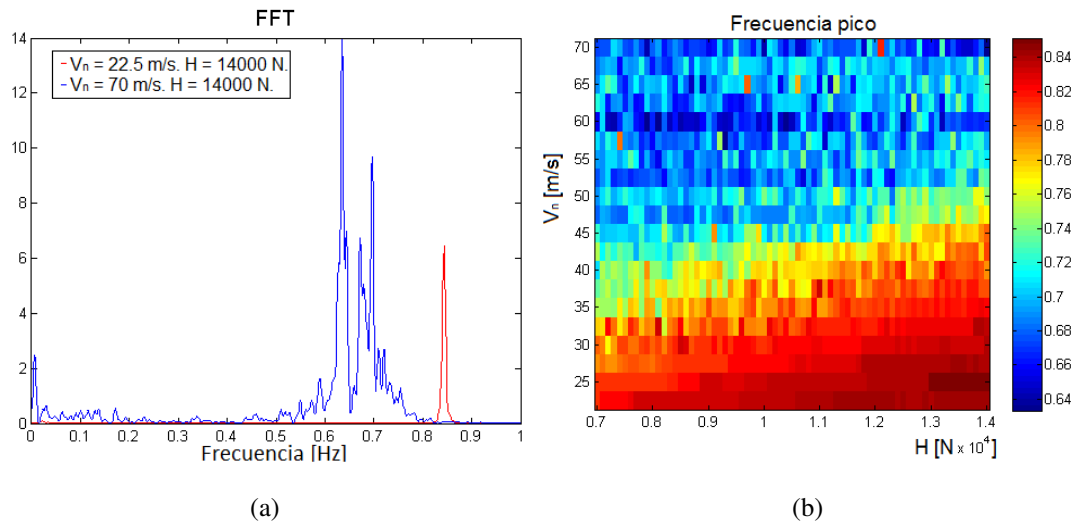 FFT
14
12
10
8
6
4
2
0
- Vn = 22.5 m/s. H = 14000 N.
- Vn = 70 m/s. H = 14000 N.
0 0.1 0.2 0.3 0.4 0.5 0.6 0.7 0.8 0.9 1
Frecuencia [Hz]
(a)
Frecuencia pico
Vn [m/s]
70
65
60
55
50
45
40
35
30
25
0.7 0.8 0.9 1.0 1.1 1.2 1.3 1.4
H [N x 10⁴]
0.84
0.82
0.8
0.78
0.76
0.74
0.72
0.7
0.68
0.66
0.64
(b)